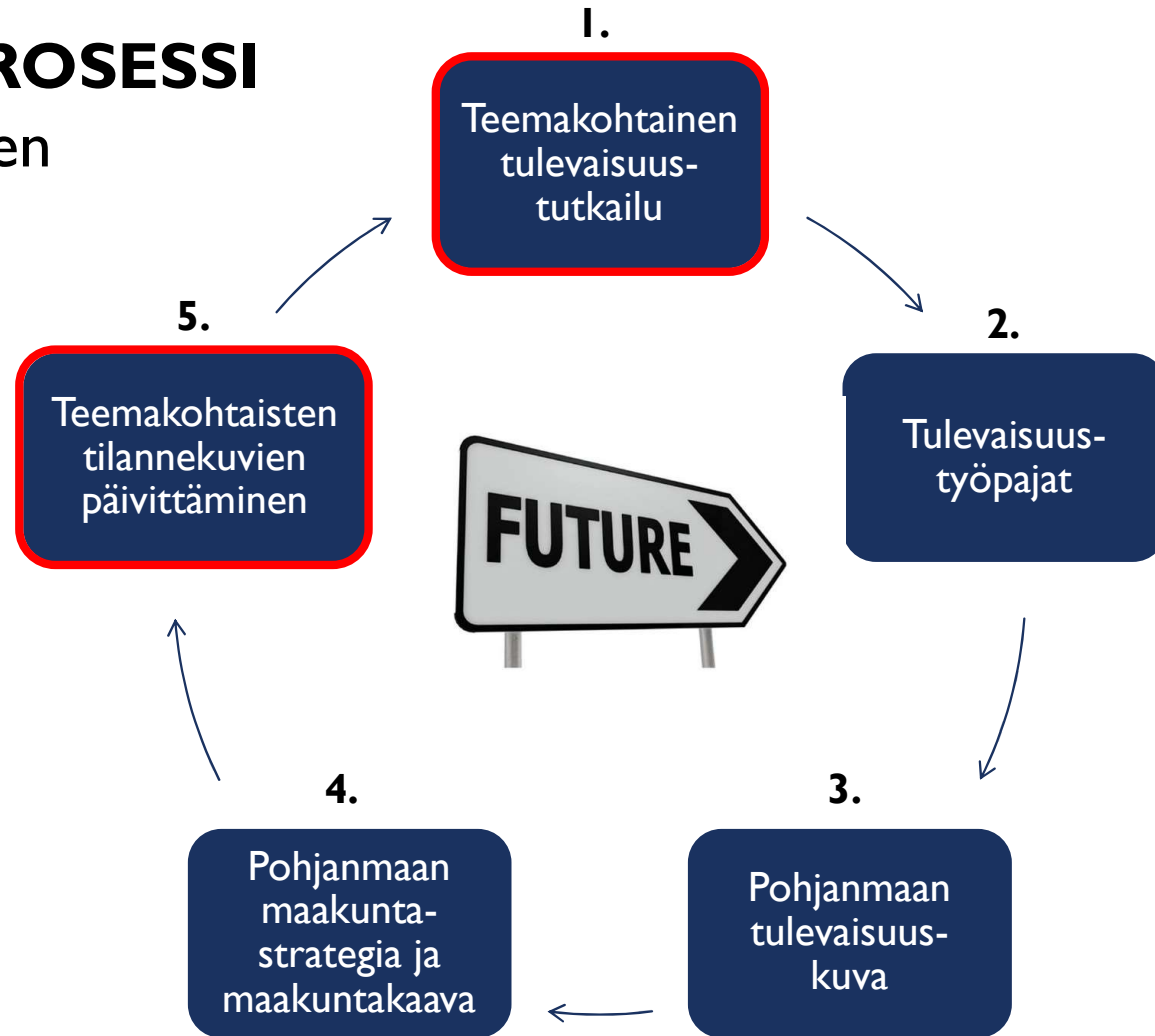 ROSESSI
en
1.
Teemakohtainen
tulevaisuus-
tutkailu
2.
Tulevaisuus-
työpajat
3.
Pohjanmaan
tulevaisuus-
kuva
4.
Pohjanmaan
maakunta-
strategia ja
maakuntakaava
5.
Teemakohtaisten
tilannekuvien
päivittäminen
FUTURE